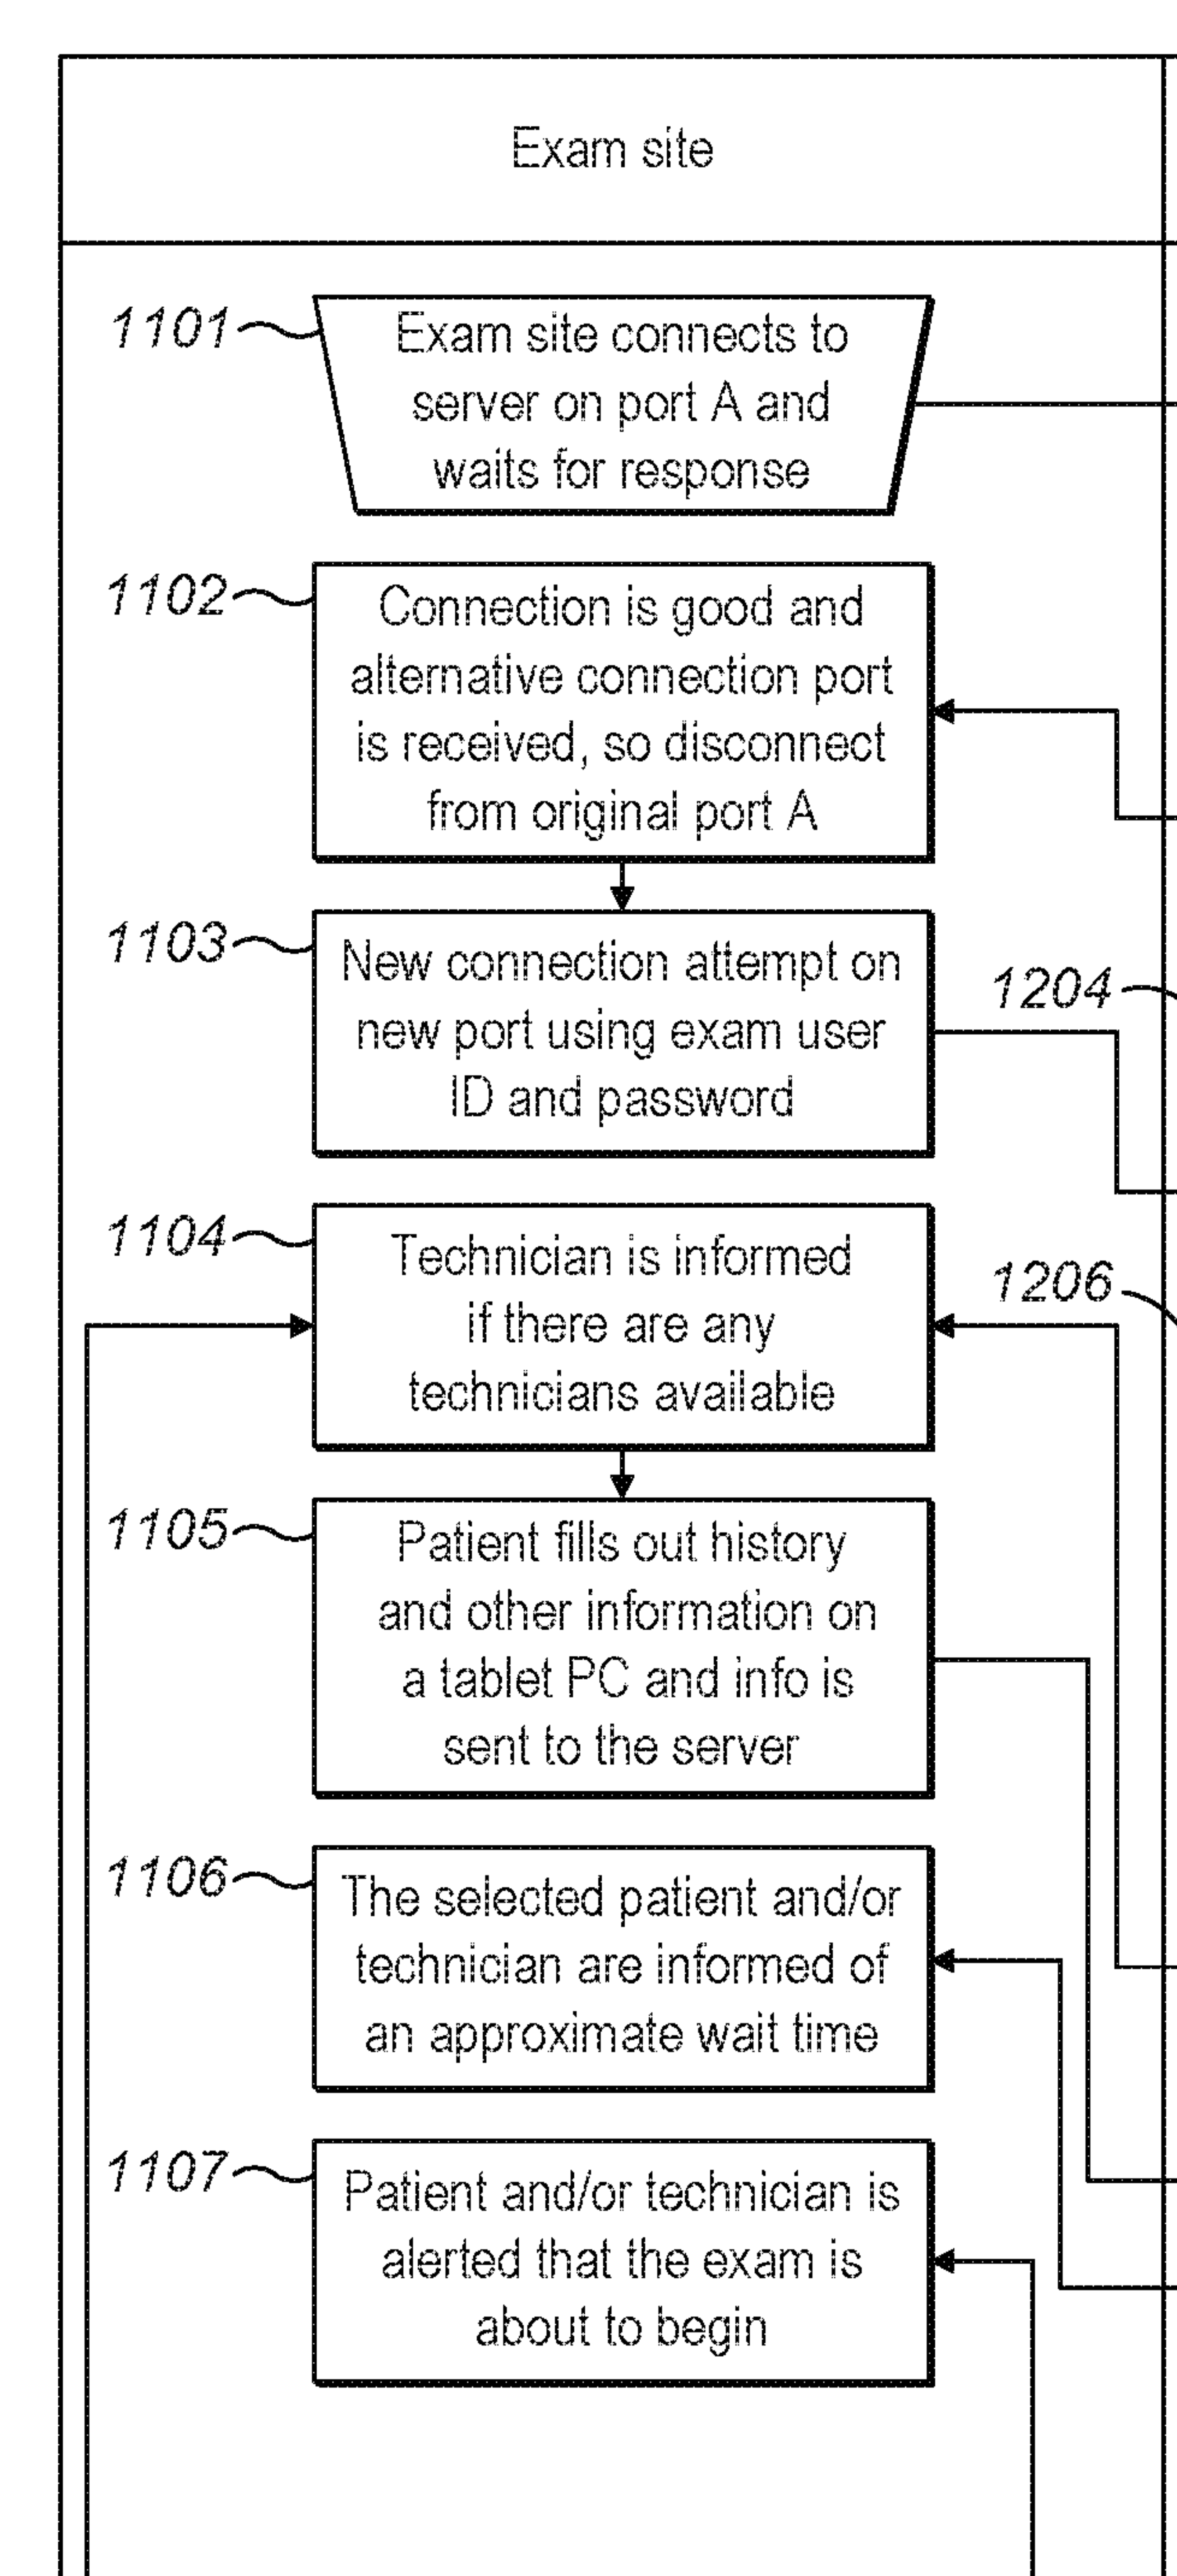 Exam site
1101
Exam site connects to
server on port A and
waits for response
1102
Connection is good and
alternative connection port
is received, so disconnect
from original port A
1103
New connection attempt on
new port using exam user
ID and password
1204
1104
Technician is informed
if there are any
technicians available
1206
1105
Patient fills out history
and other information on
a tablet PC and info is
sent to the server
1106
The selected patient and/or
technician are informed of
an approximate wait time
1107
Patient and/or technician is
alerted that the exam is
about to begin